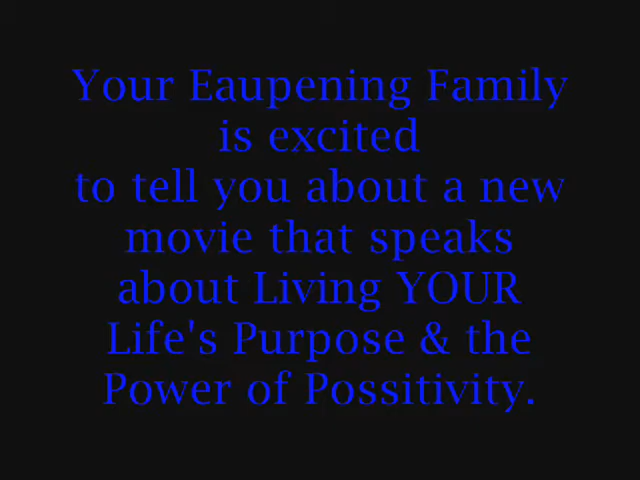 Your Eaupening Family
is excited
to tell you about a new
movie that speaks
about Living YOUR
Life's Purpose & the
Power of Possitivity.